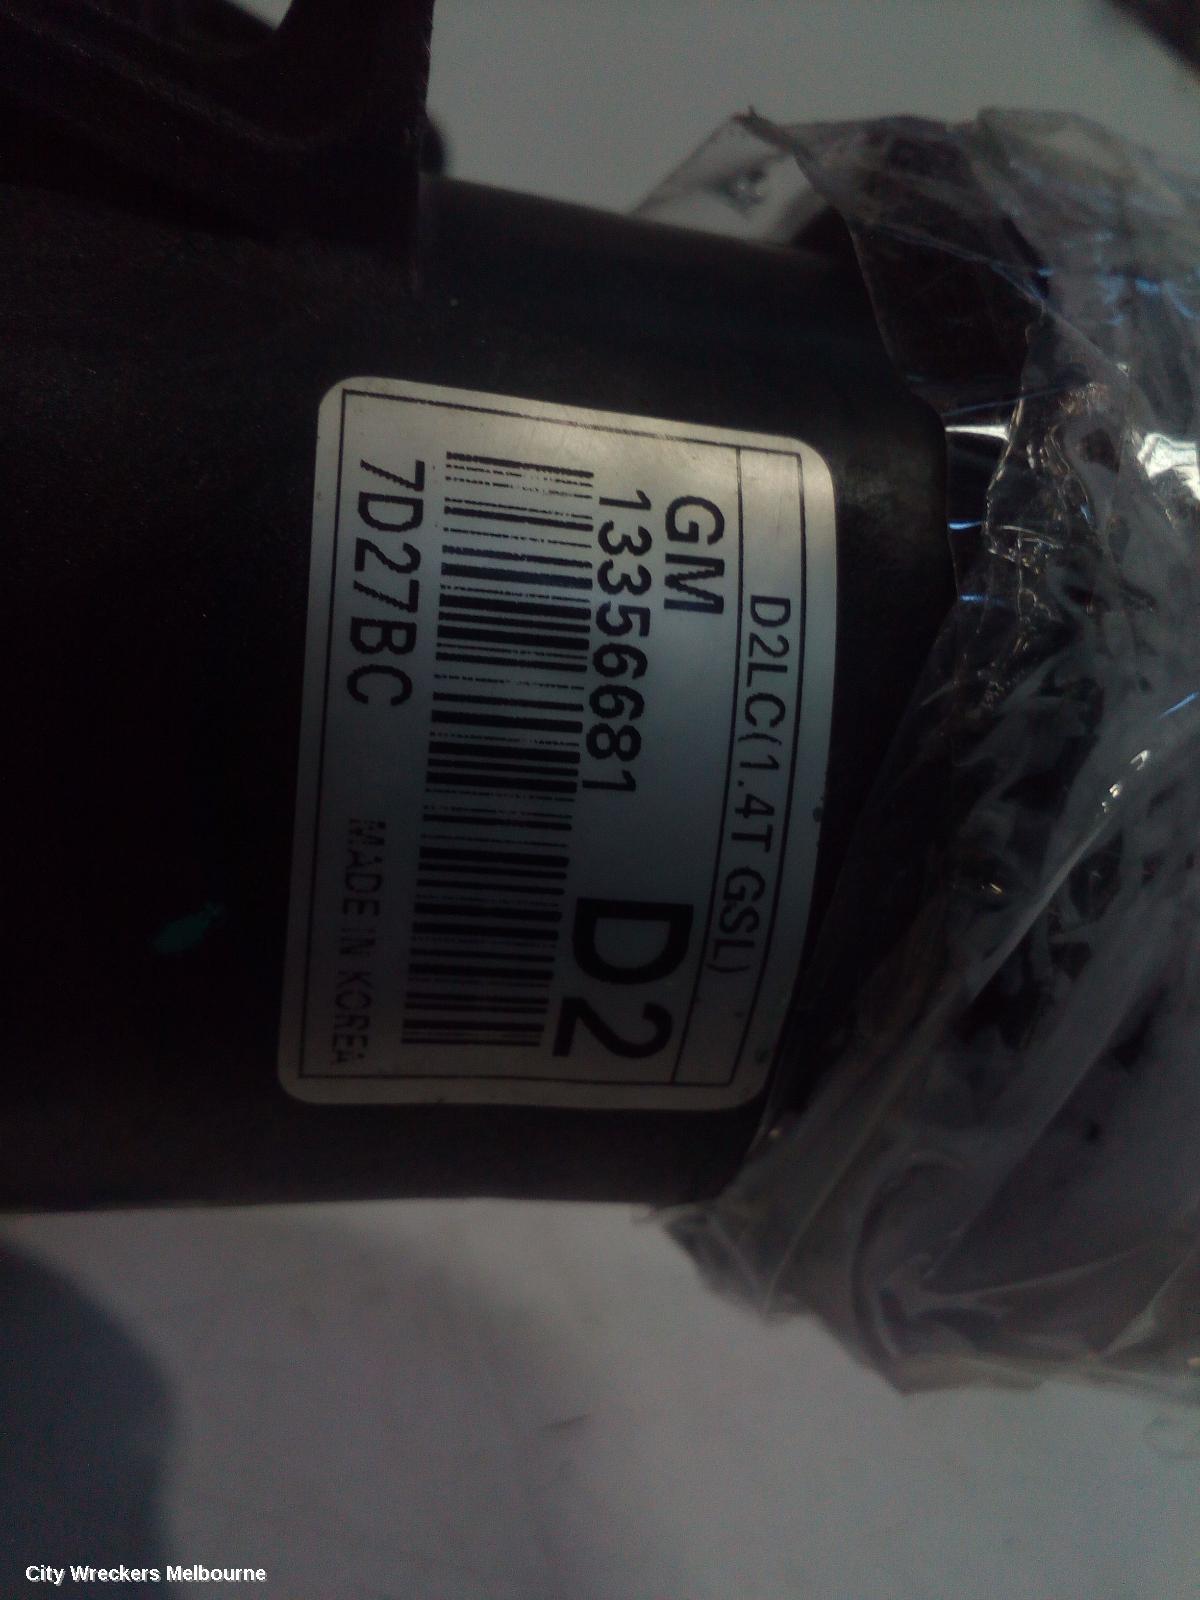 D2LC(1.4T GSL)
GM
13356681
D2
7D27BC
MADE IN KOREA
City Wreckers Melbourne